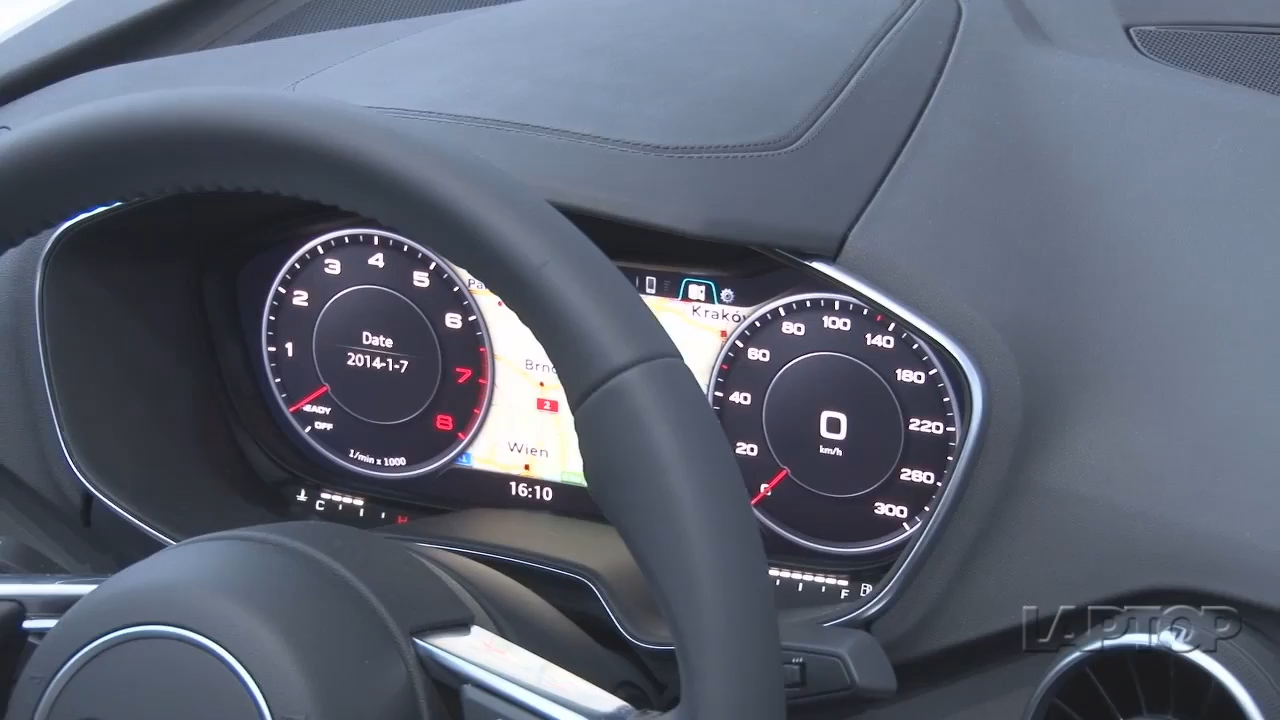 1
2
3
4
5
6
7
8
READY
OFF
Date
2014-1-7
1/min x 1000
C
H
Brno
2
Wien
16:10
Kraków
20
40
60
80
100
140
180
220
260
300
0
km/h
F
LAPTOP